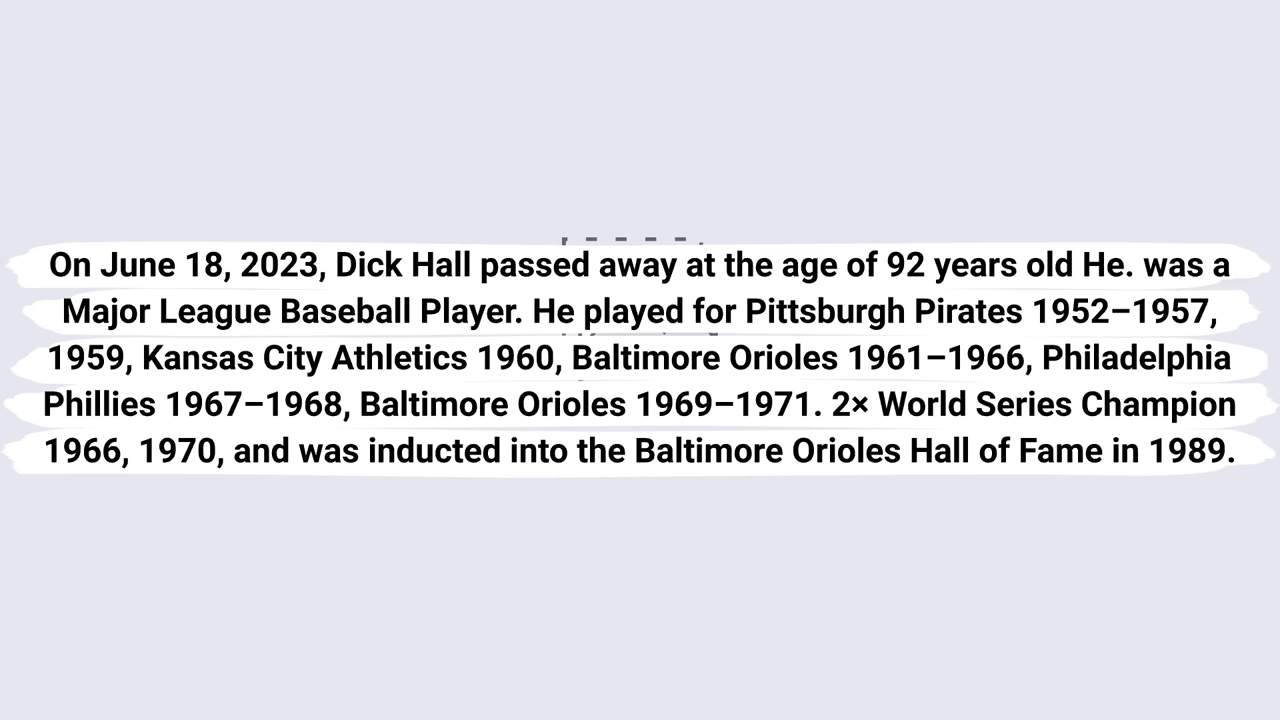 On June 18, 2023, Dick Hall passed away at the age of 92 years old He. was a
Major League Baseball Player. He played for Pittsburgh Pirates 1952–1957,
1959, Kansas City Athletics 1960, Baltimore Orioles 1961–1966, Philadelphia
Phillies 1967–1968, Baltimore Orioles 1969–1971. 2× World Series Champion
1966, 1970, and was inducted into the Baltimore Orioles Hall of Fame in 1989.